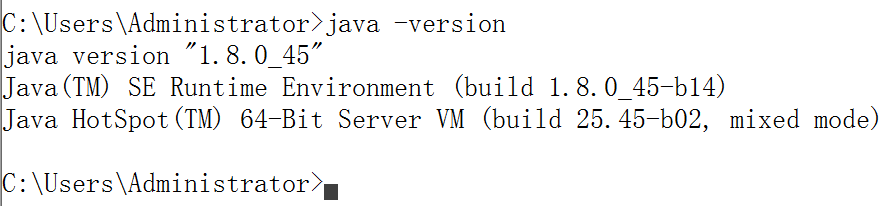 C:\Users\Administrator>java -version
java version "1.8.0_45"
Java(TM) SE Runtime Environment (build 1.8.0_45-b14)
Java HotSpot(TM) 64-Bit Server VM (build 25.45-b02, mixed mode)
C:\Users\Administrator>